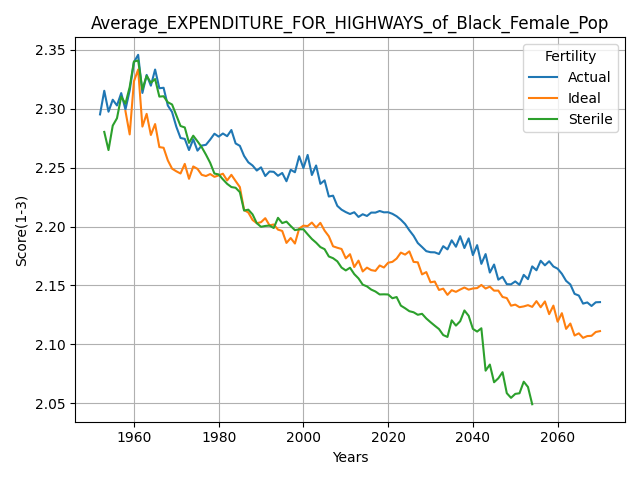 Average_EXPENDITURE_FOR_HIGHWAYS_of_Black_Female_Pop
Fertility
Actual
Ideal
Sterile
Score(1-3)
2.35
2.30
2.25
2.20
2.15
2.10
2.05
1960 1980 2000 2020 2040 2060
Years